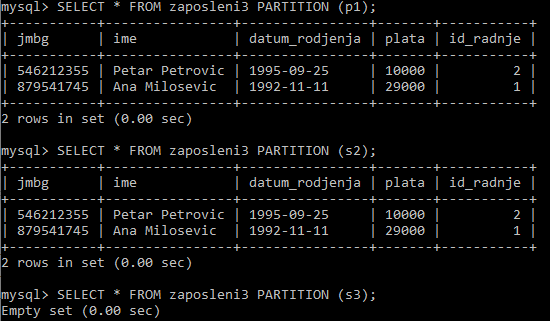 mysql> SELECT * FROM zaposleni3 PARTITION (p1);
+-----------+----------------+----------------+-------+-----------+
| jmbg      | ime            | datum_rodjenja | plata | id_radnje |
+-----------+----------------+----------------+-------+-----------+
| 546212355 | Petar Petrovic | 1995-09-25     | 10000 |         2 |
| 879541745 | Ana Milosevic  | 1992-11-11     | 29000 |         1 |
+-----------+----------------+----------------+-------+-----------+
2 rows in set (0.00 sec)
mysql> SELECT * FROM zaposleni3 PARTITION (s2);
+-----------+----------------+----------------+-------+-----------+
| jmbg      | ime            | datum_rodjenja | plata | id_radnje |
+-----------+----------------+----------------+-------+-----------+
| 546212355 | Petar Petrovic | 1995-09-25     | 10000 |         2 |
| 879541745 | Ana Milosevic  | 1992-11-11     | 29000 |         1 |
+-----------+----------------+----------------+-------+-----------+
2 rows in set (0.00 sec)
mysql> SELECT * FROM zaposleni3 PARTITION (s3);
Empty set (0.00 sec)